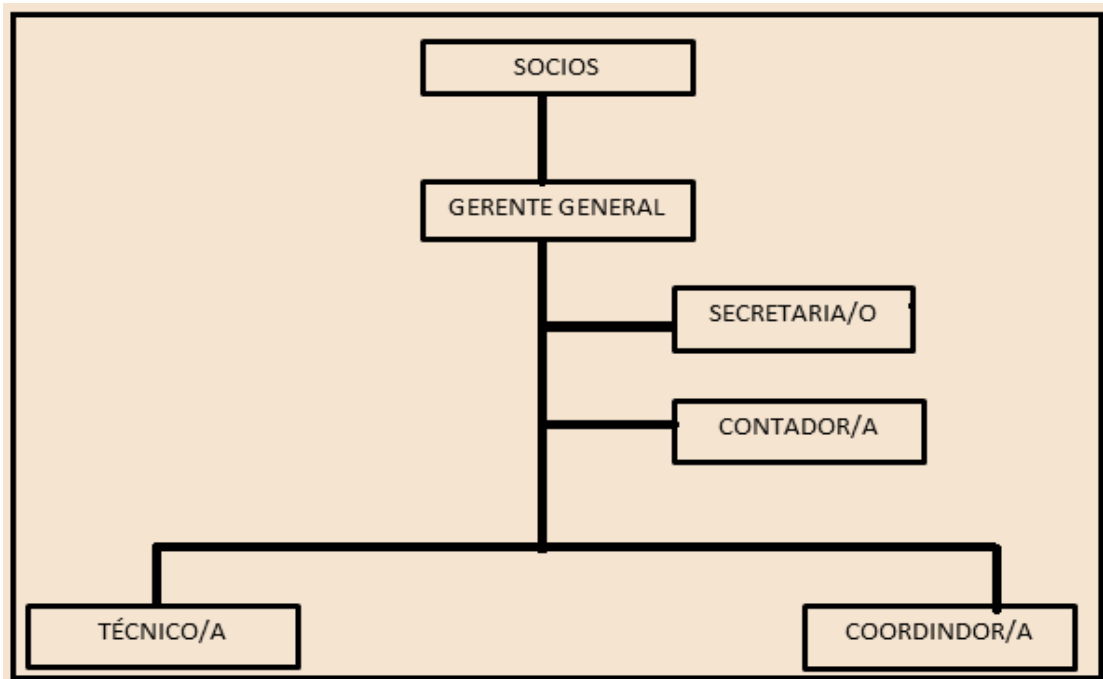 SOCIOS
GERENTE GENERAL
SECRETARIA/O
CONTADOR/A
TÉCNICO/A
COORDINDOR/A